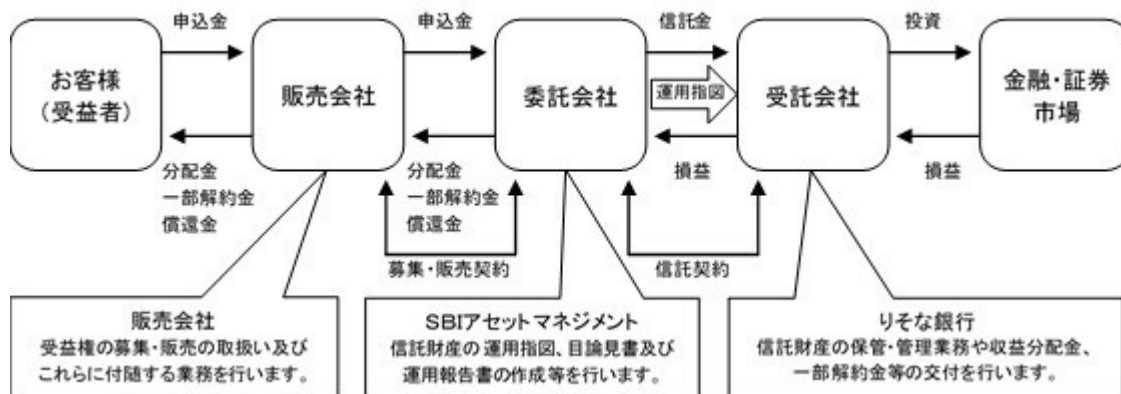 申込金
申込金
信託金
投資
お客様
（受益者）
販売会社
委託会社
運用指図
受託会社
金融・証券
市場
分配金
一部解約金
償還金
分配金
一部解約金
償還金
損益
損益
募集・販売契約
信託契約
販売会社
受益権の募集・販売の取扱い及び
これらに付随する業務を行います。
SBIアセットマネジメント
信託財産の運用指図、目論見書及び
運用報告書の作成等を行います。
りそな銀行
信託財産の保管・管理業務や収益分配金、
一部解約金等の交付を行います。